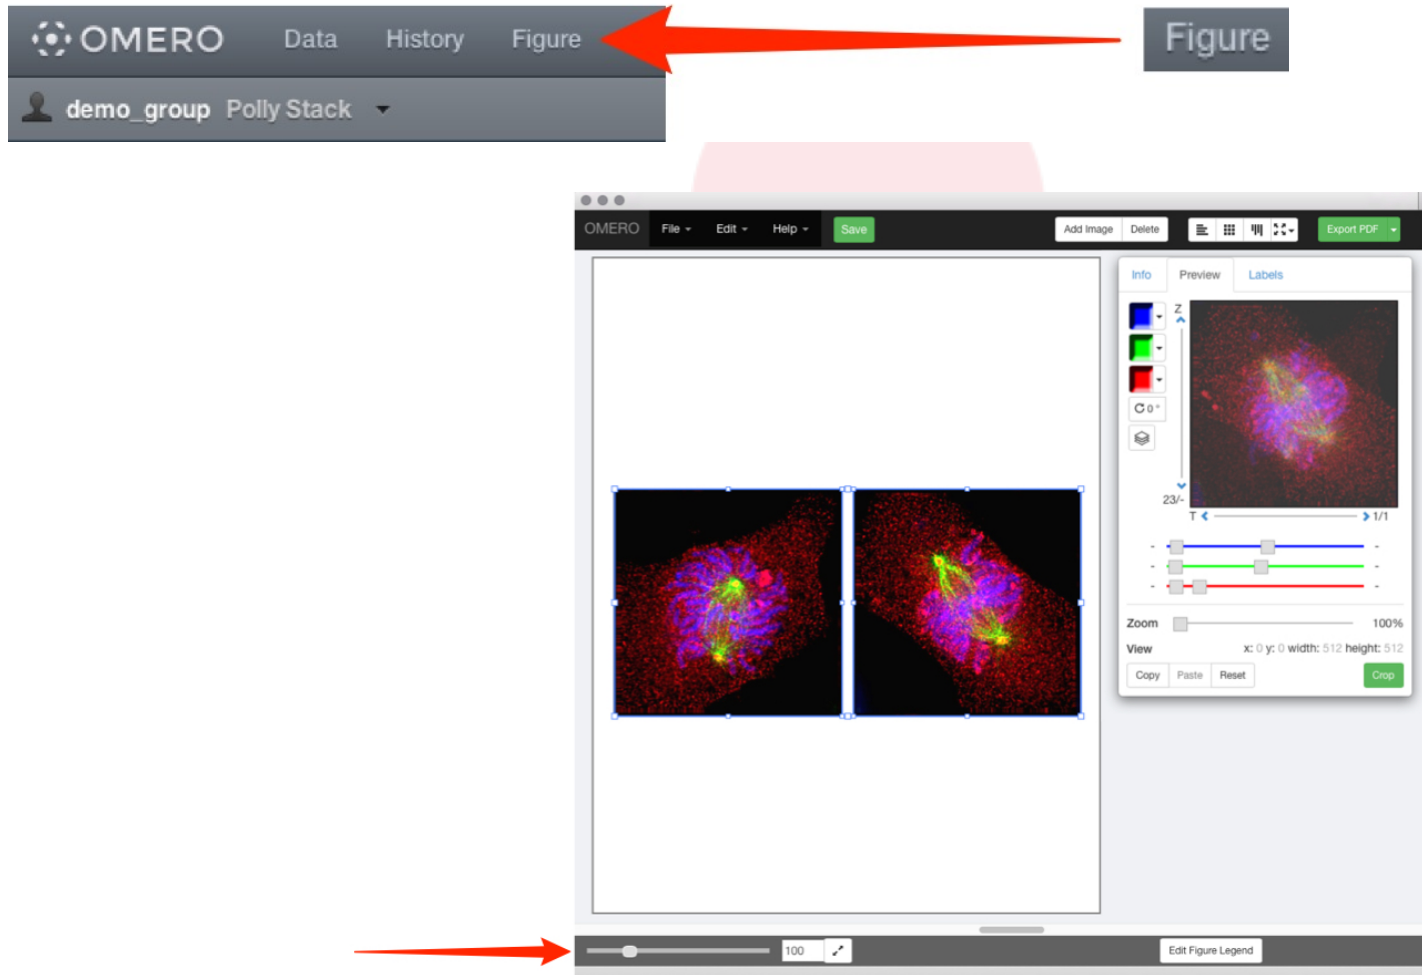 OMERO Data History Figure
Figure
demo_group Polly Stack
OMERO File Edit Help Save Add Image Delete Export PDF
Info Preview Labels
Z
0°
23/-
T 1/1
- -
- -
- -
Zoom 100%
View x: 0 y: 0 width: 512 height: 512
Copy Paste Reset Crop
100 Edit Figure Legend